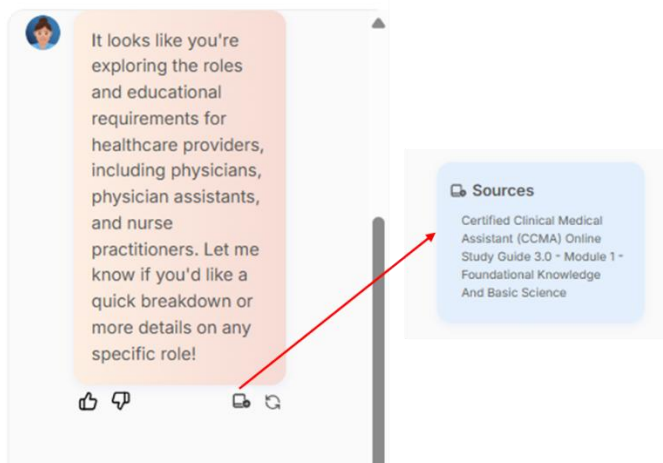 It looks like you're
exploring the roles
and educational
requirements for
healthcare providers,
including physicians,
physician assistants,
and nurse
practitioners. Let me
know if you'd like a
quick breakdown or
more details on any
specific role!
Sources
Certified Clinical Medical
Assistant (CCMA) Online
Study Guide 3.0 - Module 1 -
Foundational Knowledge
And Basic Science